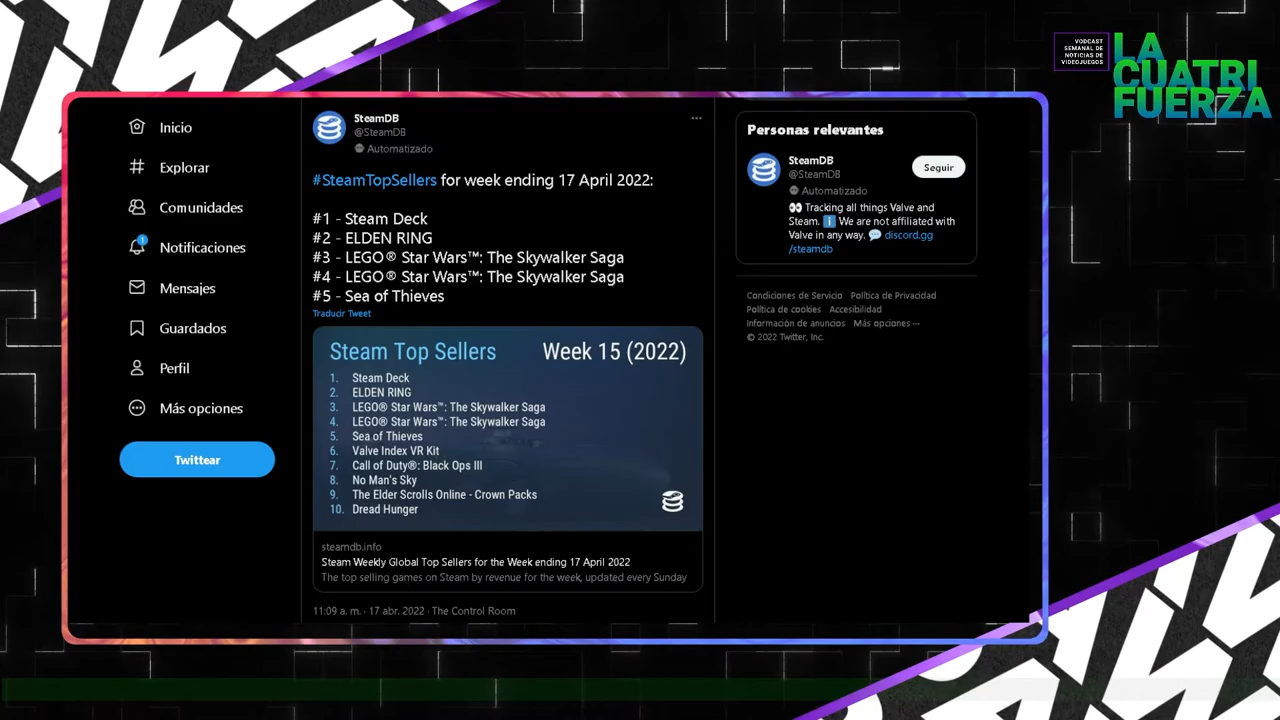 VODCAST
SEMANAL DE
NOTICIAS DE
VIDEOJUEGOS
LA
CUATRI
FUERZA
Inicio
Explorar
Comunidades
1
Notificaciones
Mensajes
Guardados
Perfil
Más opciones
Twittear
SteamDB
@SteamDB
Automatizado
#SteamTopSellers for week ending 17 April 2022:
#1 - Steam Deck
#2 - ELDEN RING
#3 - LEGO® Star Wars™: The Skywalker Saga
#4 - LEGO® Star Wars™: The Skywalker Saga
#5 - Sea of Thieves
Traducir Tweet
Steam Top Sellers Week 15 (2022)
1. Steam Deck
2. ELDEN RING
3. LEGO® Star Wars™: The Skywalker Saga
4. LEGO® Star Wars™: The Skywalker Saga
5. Sea of Thieves
6. Valve Index VR Kit
7. Call of Duty®: Black Ops III
8. No Man's Sky
9. The Elder Scrolls Online - Crown Packs
10. Dread Hunger
steamdb.info
Steam Weekly Global Top Sellers for the Week ending 17 April 2022
The top selling games on Steam by revenue for the week, updated every Sunday
11:09 a. m. · 17 abr. 2022 · The Control Room
Personas relevantes
SteamDB
@SteamDB
Seguir
Automatizado
👀 Tracking all things Valve and
Steam. ℹ️ We are not affiliated with
Valve in any way. 💬 discord.gg
/steamdb
Condiciones de Servicio Política de Privacidad
Política de cookies Accesibilidad
Información de anuncios Más opciones ···
© 2022 Twitter, Inc.